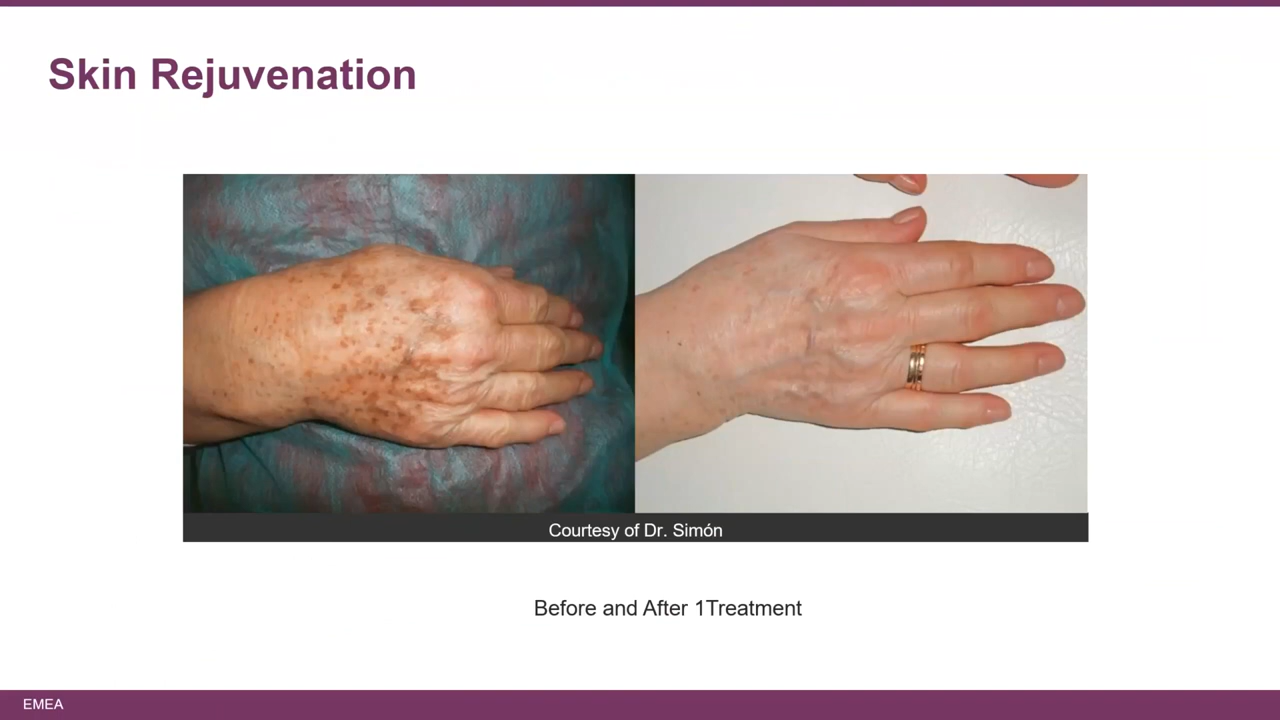 Skin Rejuvenation
Courtesy of Dr. Simón
Before and After 1Treatment
EMEA